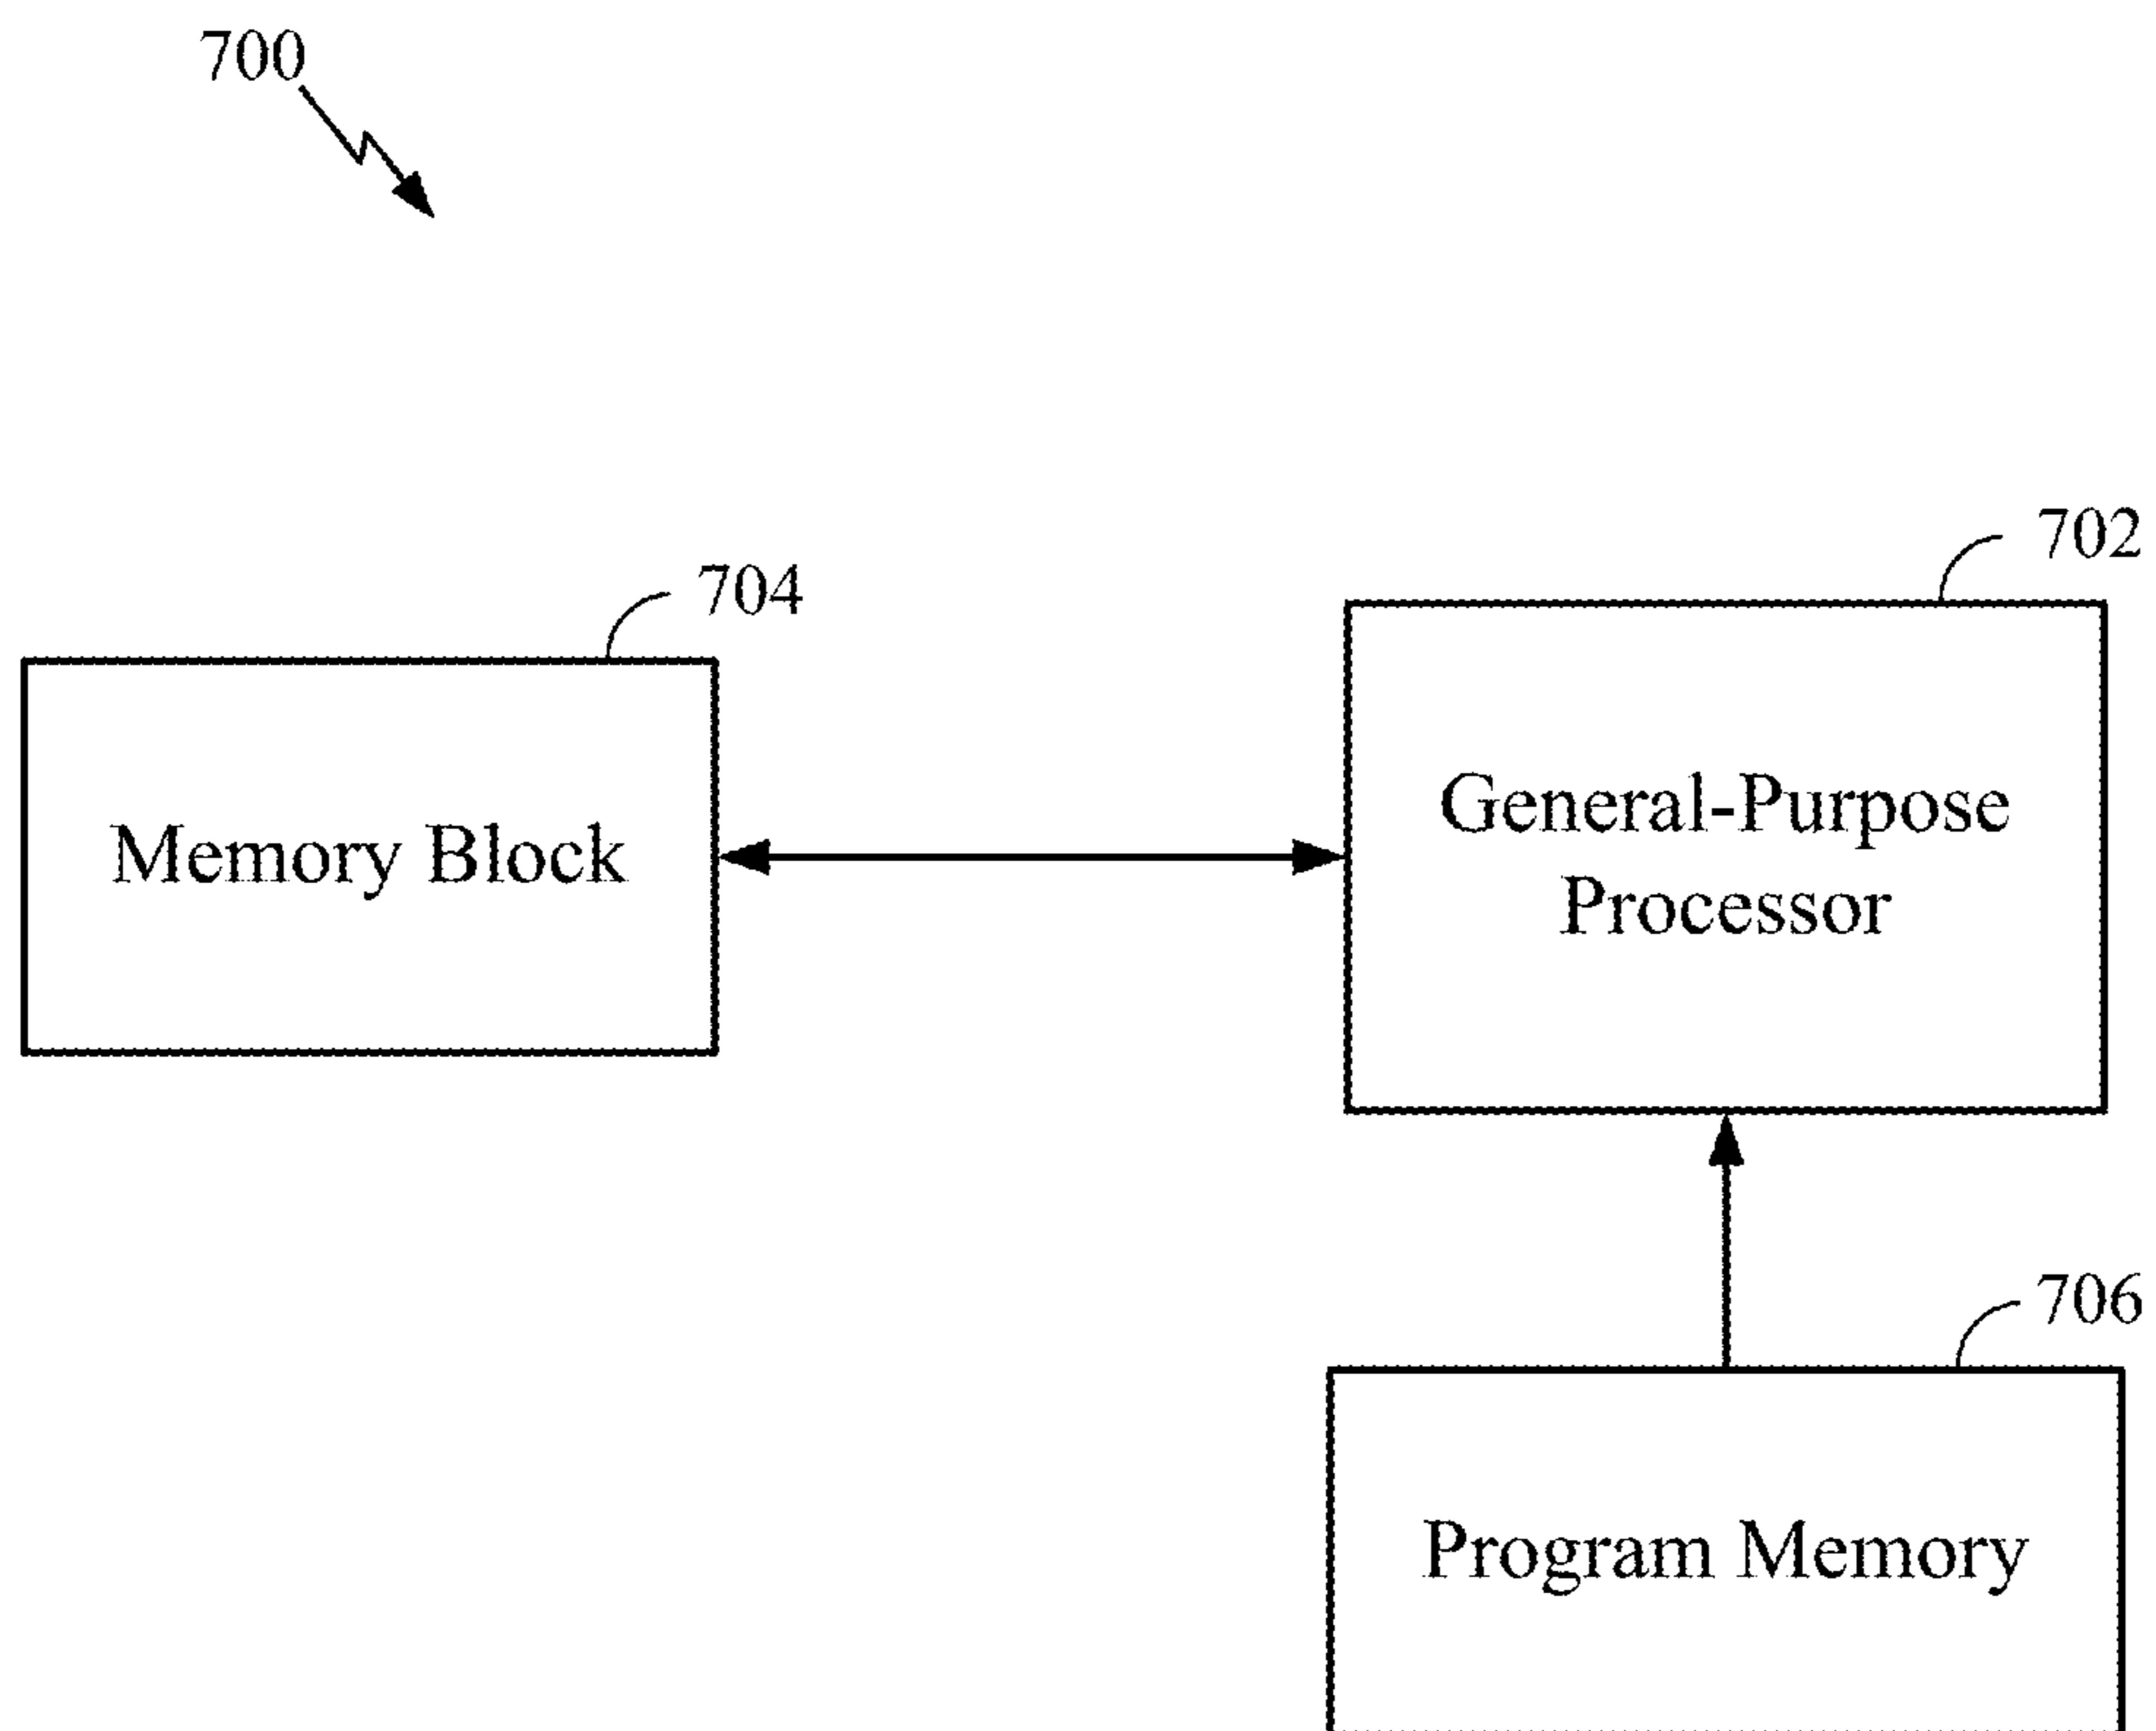 700
702
704
General-Purpose
Processor
Memory Block
706
Program Memory